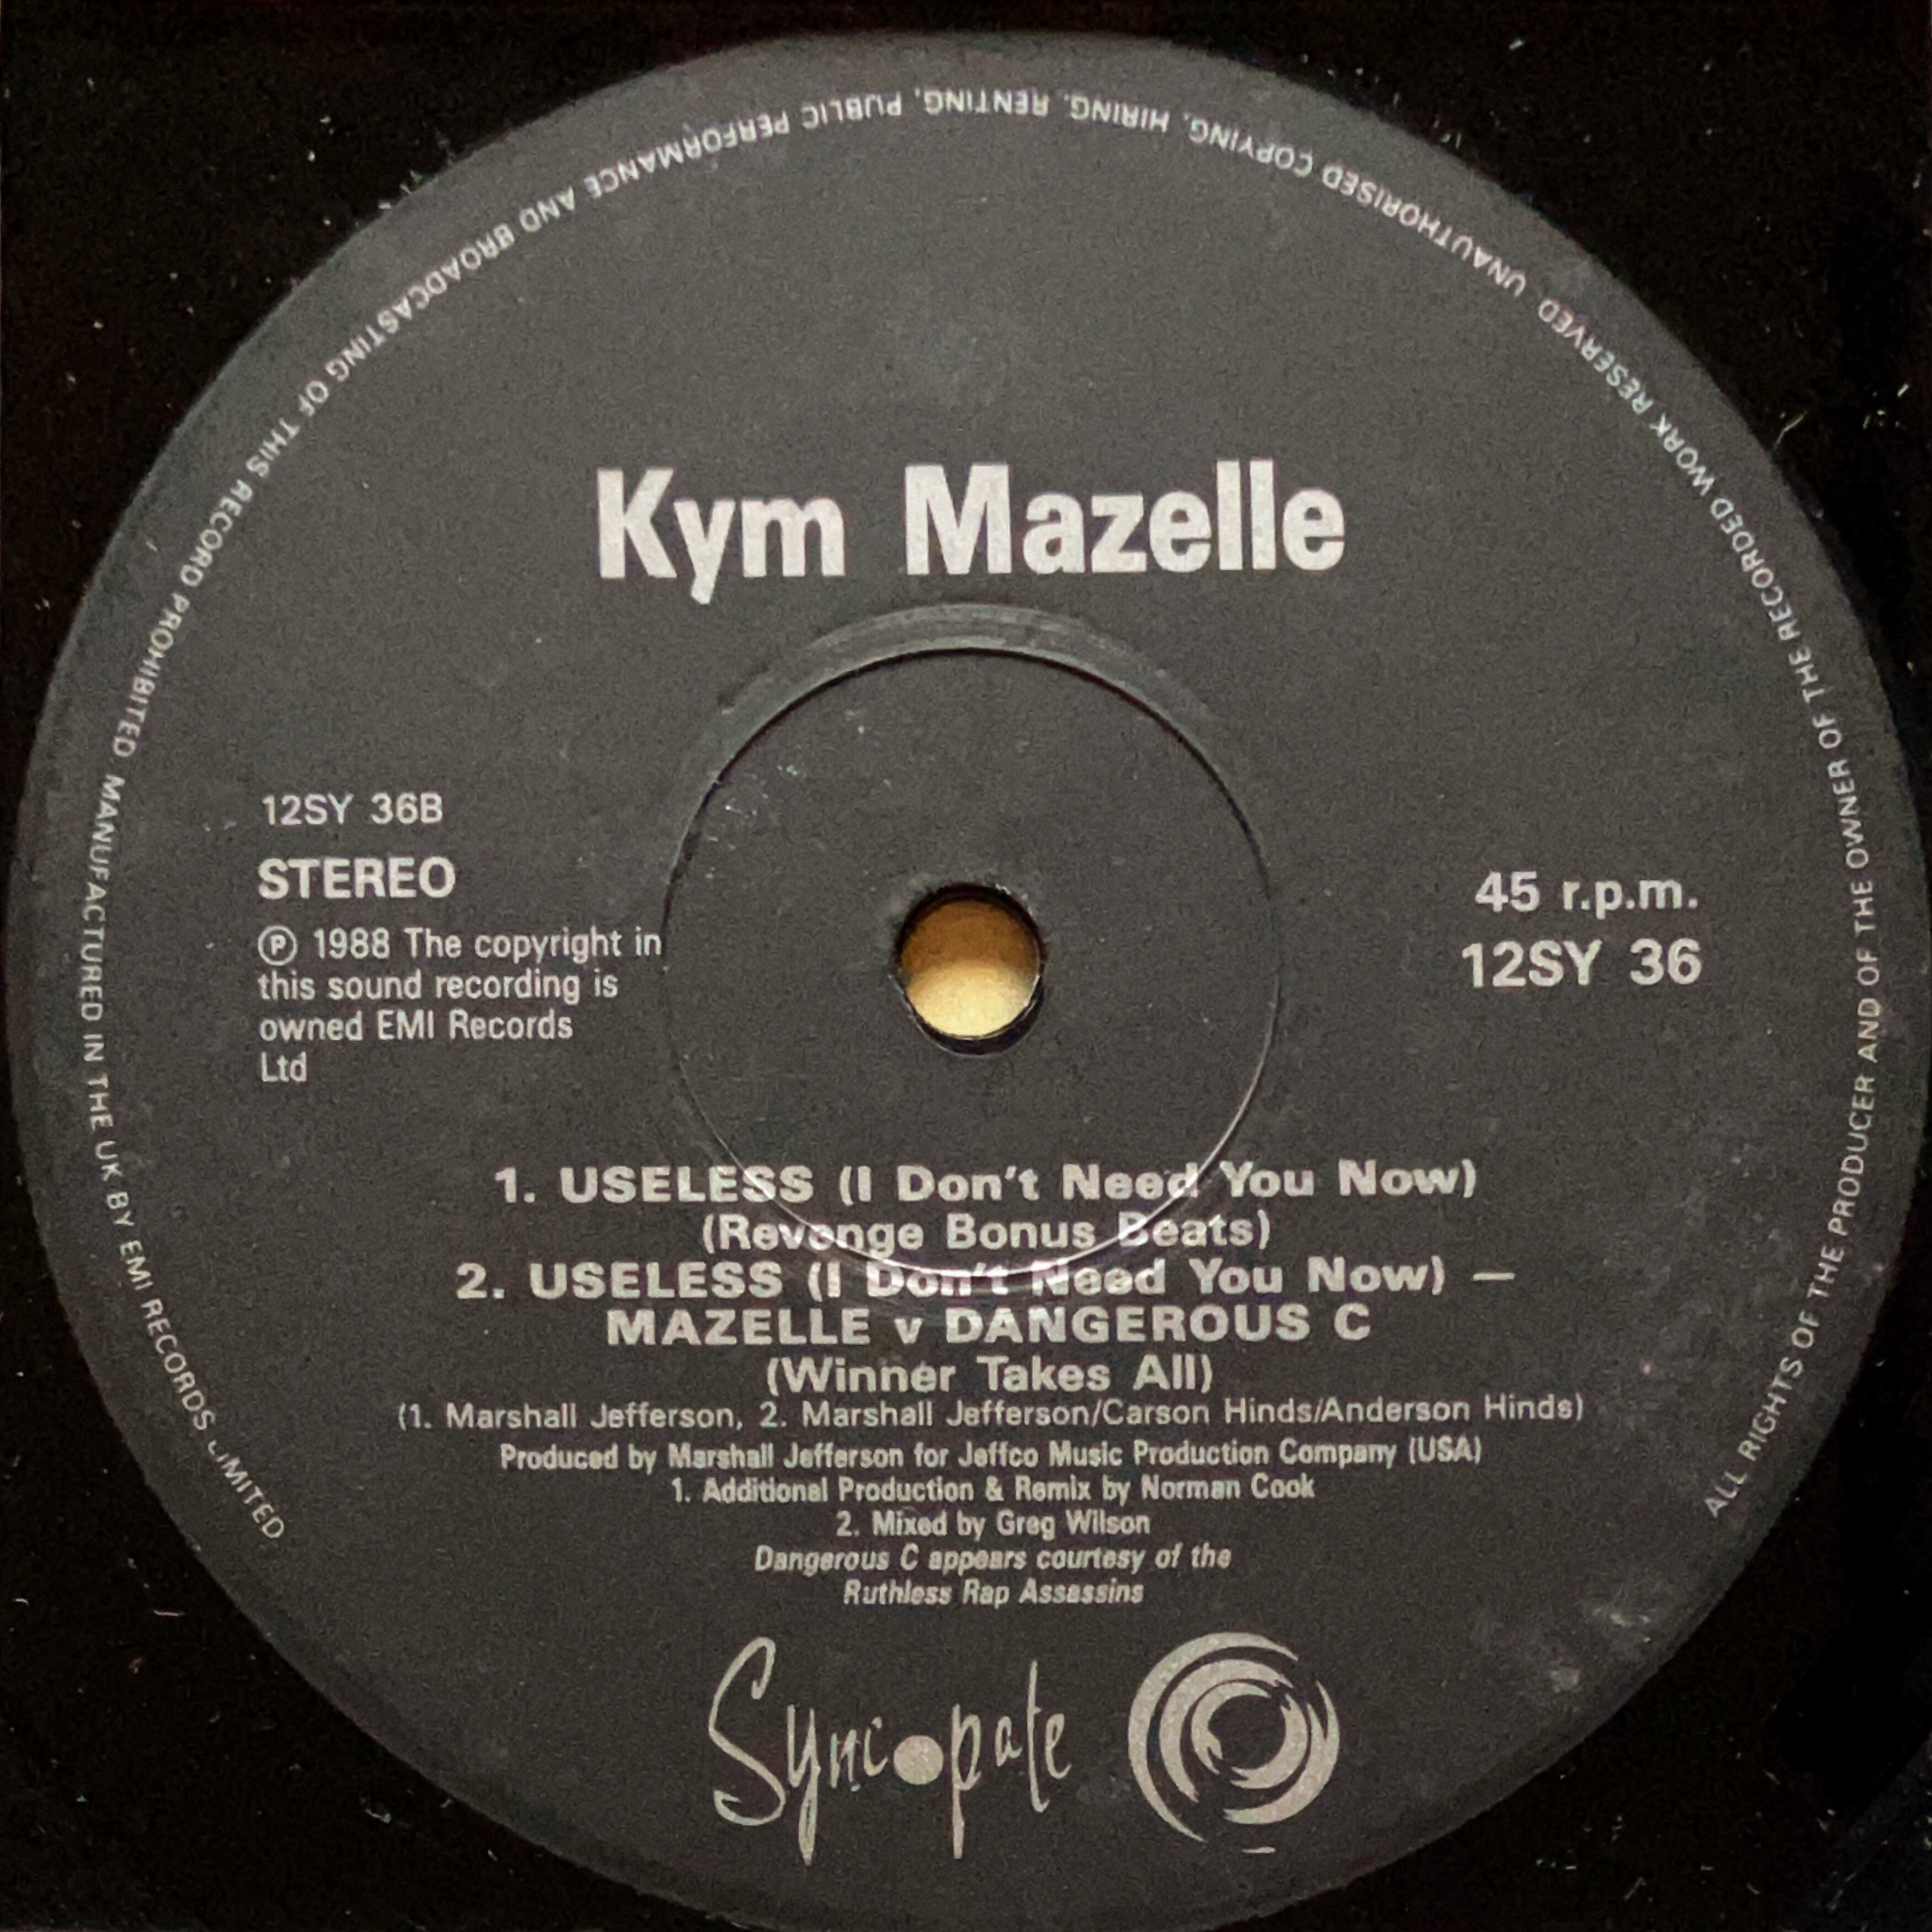 ALL RIGHTS OF THE PRODUCER AND OF THE OWNER OF THE RECORDED WORK RESERVED. UNAUTHORISED COPYING, HIRING, RENTING, PUBLIC PERFORMANCE AND BROADCASTING OF THIS RECORD PROHIBITED. MANUFACTURED IN THE UK BY EMI RECORDS LIMITED
Kym Mazelle
12SY 36B
STEREO
Ⓟ 1988 The copyright in
this sound recording is
owned EMI Records
Ltd
45 r.p.m.
12SY 36
1. USELESS (I Don't Need You Now)
(Revenge Bonus Beats)
2. USELESS (I Don't Need You Now) —
MAZELLE v DANGEROUS C
(Winner Takes All)
(1. Marshall Jefferson, 2. Marshall Jefferson/Carson Hinds/Anderson Hinds)
Produced by Marshall Jefferson for Jeffco Music Production Company (USA)
1. Additional Production & Remix by Norman Cook
2. Mixed by Greg Wilson
Dangerous C appears courtesy of the
Ruthless Rap Assassins
Syncopate